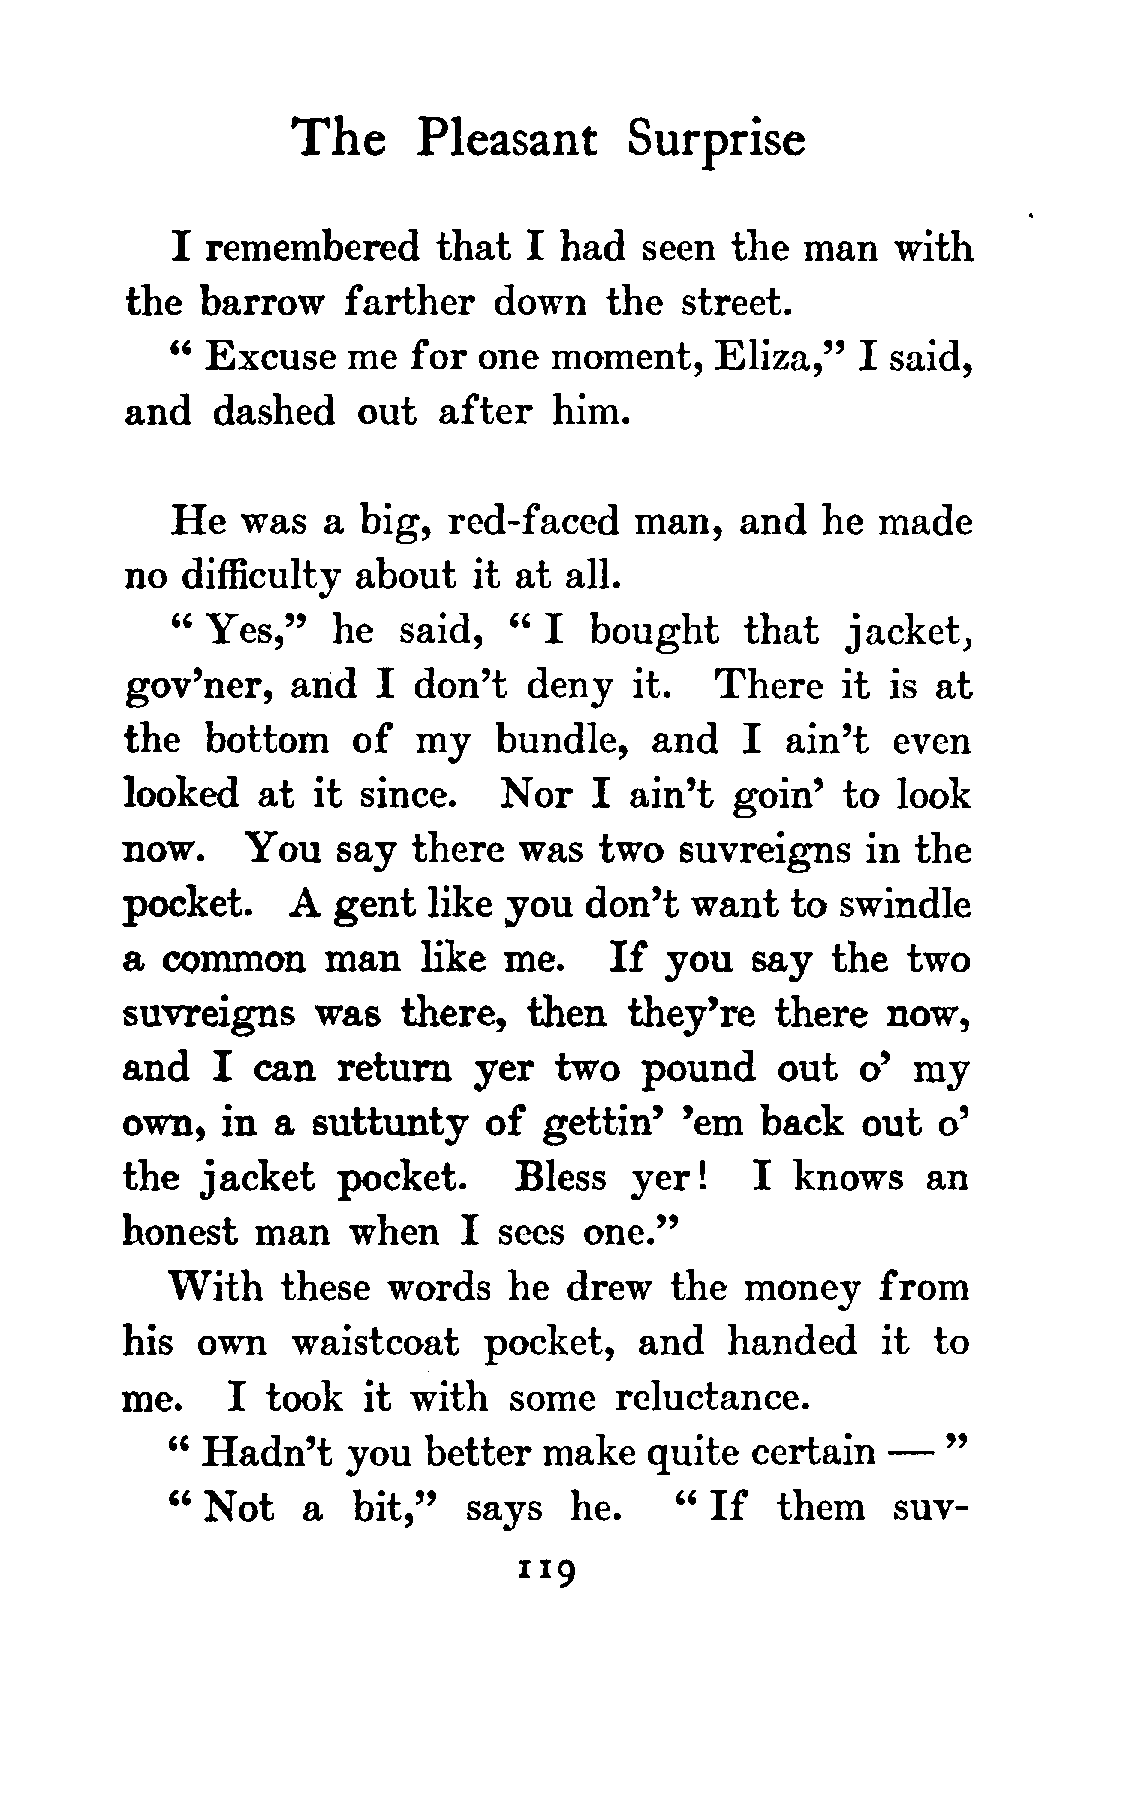 The Pleasant Surprise
I remembered that I had seen the man with
the barrow farther down the street.
“ Excuse me for one moment, Eliza,” I said,
and dashed out after him.
He was a big, red-faced man, and he made
no difficulty about it at all.
“ Yes,” he said, “ I bought that jacket,
gov’ner, and I don’t deny it. There it is at
the bottom of my bundle, and I ain’t even
looked at it since. Nor I ain’t goin’ to look
now. You say there was two suvreigns in the
pocket. A gent like you don’t want to swindle
a common man like me. If you say the two
suvreigns was there, then they’re there now,
and I can return yer two pound out o’ my
own, in a suttunty of gettin’ ’em back out o’
the jacket pocket. Bless yer! I knows an
honest man when I sees one.”
With these words he drew the money from
his own waistcoat pocket, and handed it to
me. I took it with some reluctance.
“ Hadn’t you better make quite certain — ”
“ Not a bit,” says he. “ If them suv-
119